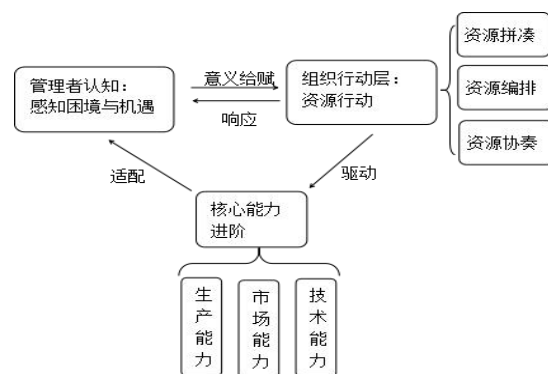 资源拼凑
管理者认知：
感知困境与机遇
意义给赋
响应
组织行动层：
资源行动
资源编排
资源协奏
适配
驱动
核心能力
进阶
生产能力
市场能力
技术能力